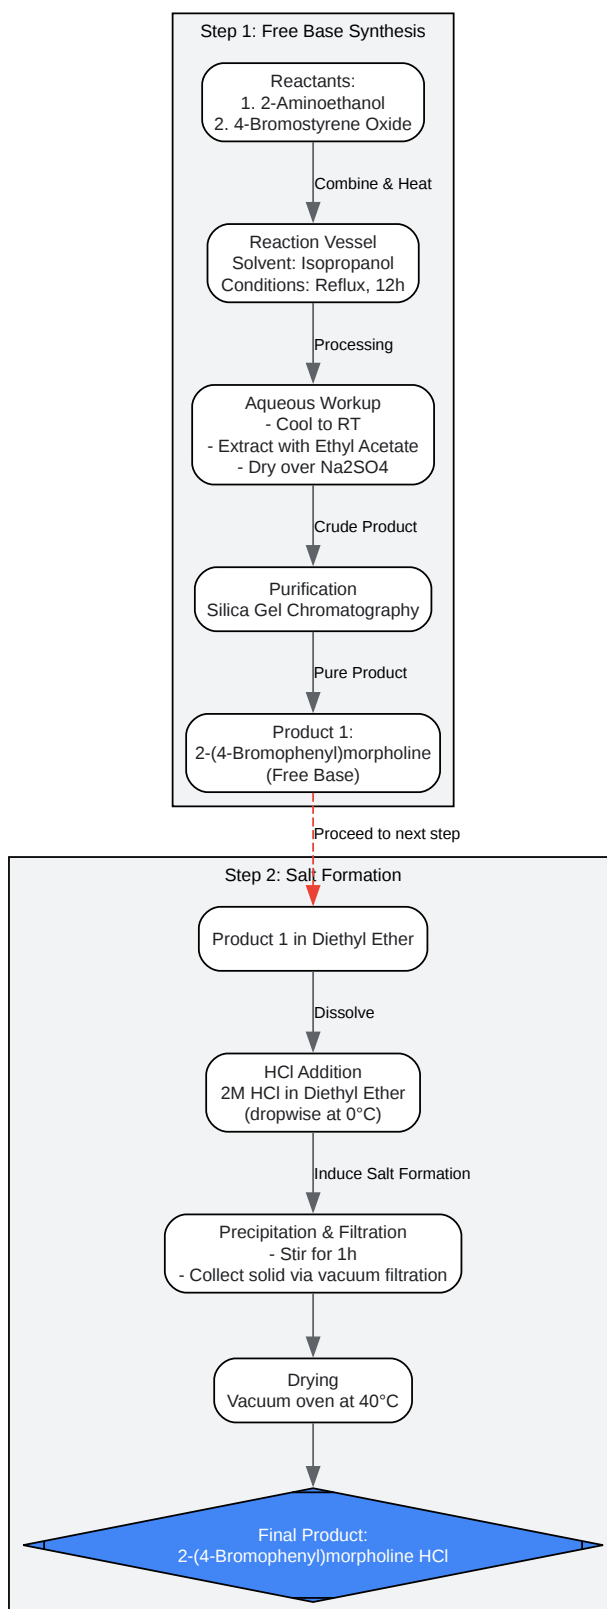 Step 1: Free Base Synthesis
Reactants:
1. 2-Aminoethanol
2. 4-Bromostyrene Oxide
Combine & Heat
Reaction Vessel
Solvent: Isopropanol
Conditions: Reflux, 12h
Processing
Aqueous Workup
- Cool to RT
- Extract with Ethyl Acetate
- Dry over Na2SO4
Crude Product
Purification
Silica Gel Chromatography
Pure Product
Product 1:
2-(4-Bromophenyl)morpholine
(Free Base)
Proceed to next step
Step 2: Salt Formation
Product 1 in Diethyl Ether
Dissolve
HCl Addition
2M HCl in Diethyl Ether
(dropwise at 0°C)
Induce Salt Formation
Precipitation & Filtration
- Stir for 1h
- Collect solid via vacuum filtration
Drying
Vacuum oven at 40°C
Final Product:
2-(4-Bromophenyl)morpholine HCl